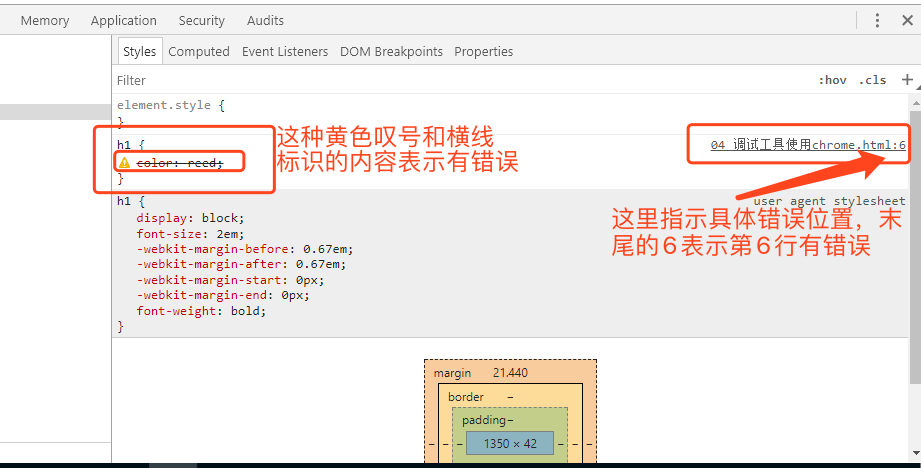 Memory Application Security Audits
Styles Computed Event Listeners DOM Breakpoints Properties
Filter :hov .cls +
element.style {
}
h1 { 04 调试工具使用chrome.html:6
color: reed;
}
这种黄色叹号和横线
标识的内容表示有错误
h1 { user agent stylesheet
display: block;
font-size: 2em;
-webkit-margin-before: 0.67em;
-webkit-margin-after: 0.67em;
-webkit-margin-start: 0px;
-webkit-margin-end: 0px;
font-weight: bold;
}
这里指示具体错误位置，末
尾的6表示第6行有错误
margin 21.440
border –
padding–
– – – 1350 × 42 – – –